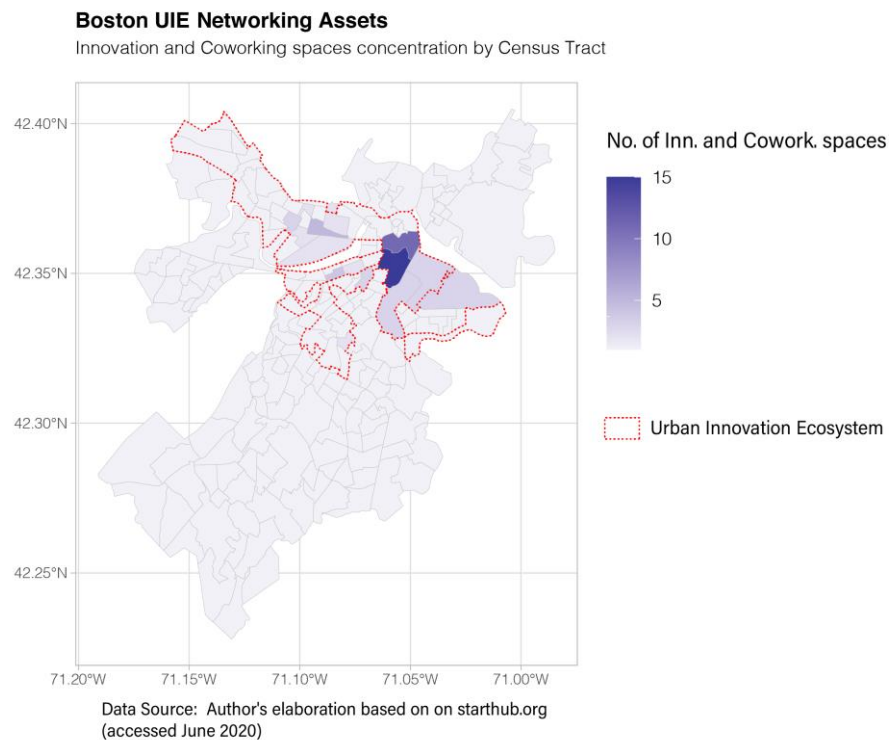 Boston UIE Networking Assets
Innovation and Coworking spaces concentration by Census Tract
42.40°N
42.35°N
42.30°N
42.25°N
71.20°W
71.15°W
71.10°W
71.05°W
71.00°W
No. of Inn. and Cowork. spaces
15
10
5
Urban Innovation Ecosystem
Data Source: Author's elaboration based on on starthub.org
(accessed June 2020)